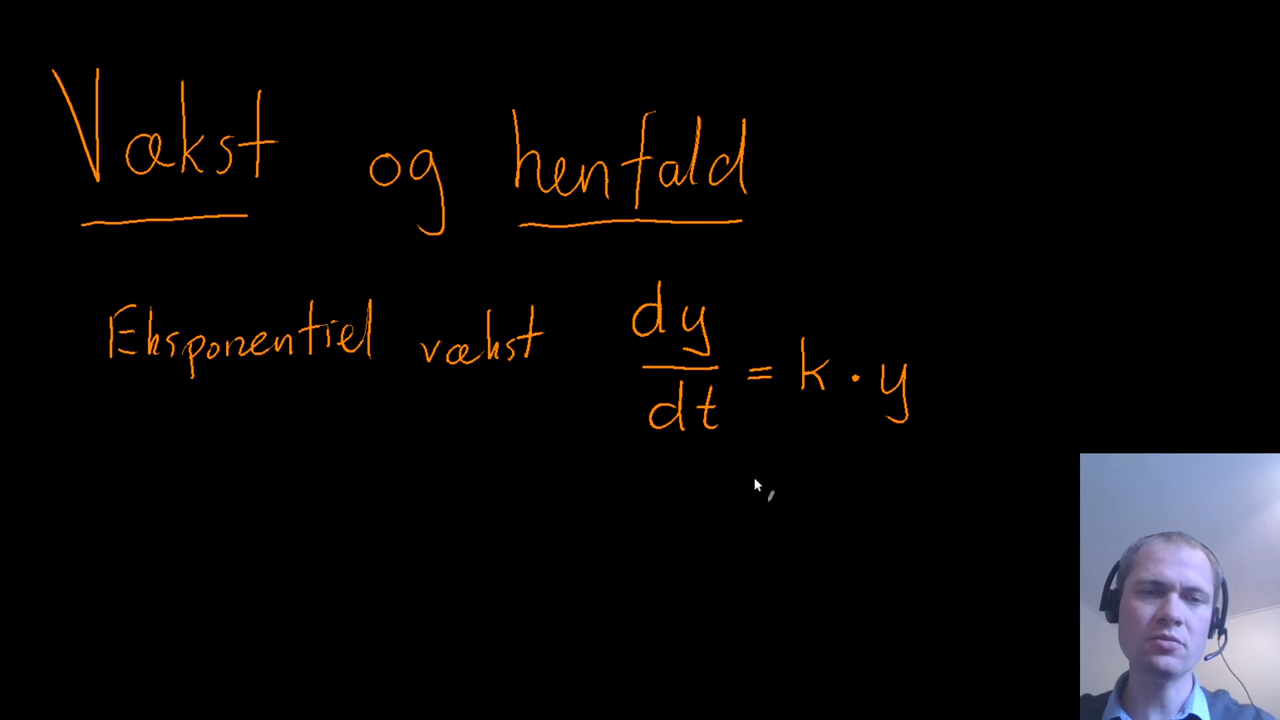 Vækst og henfald
Eksponentiel vækst dy/dt = k · y